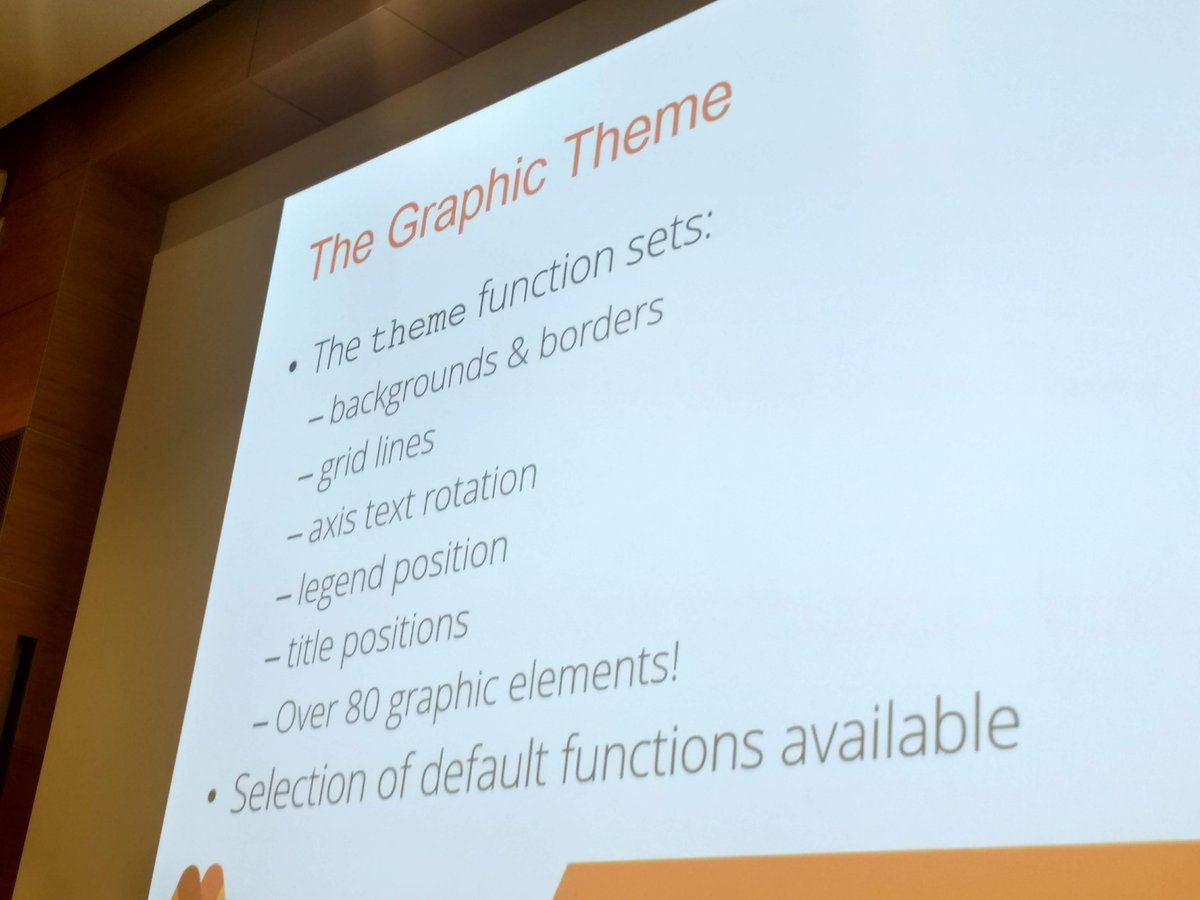 The Graphic Theme
• The theme function sets:
– backgrounds & borders
– grid lines
– axis text rotation
– legend position
– title positions
– Over 80 graphic elements!
• Selection of default functions available